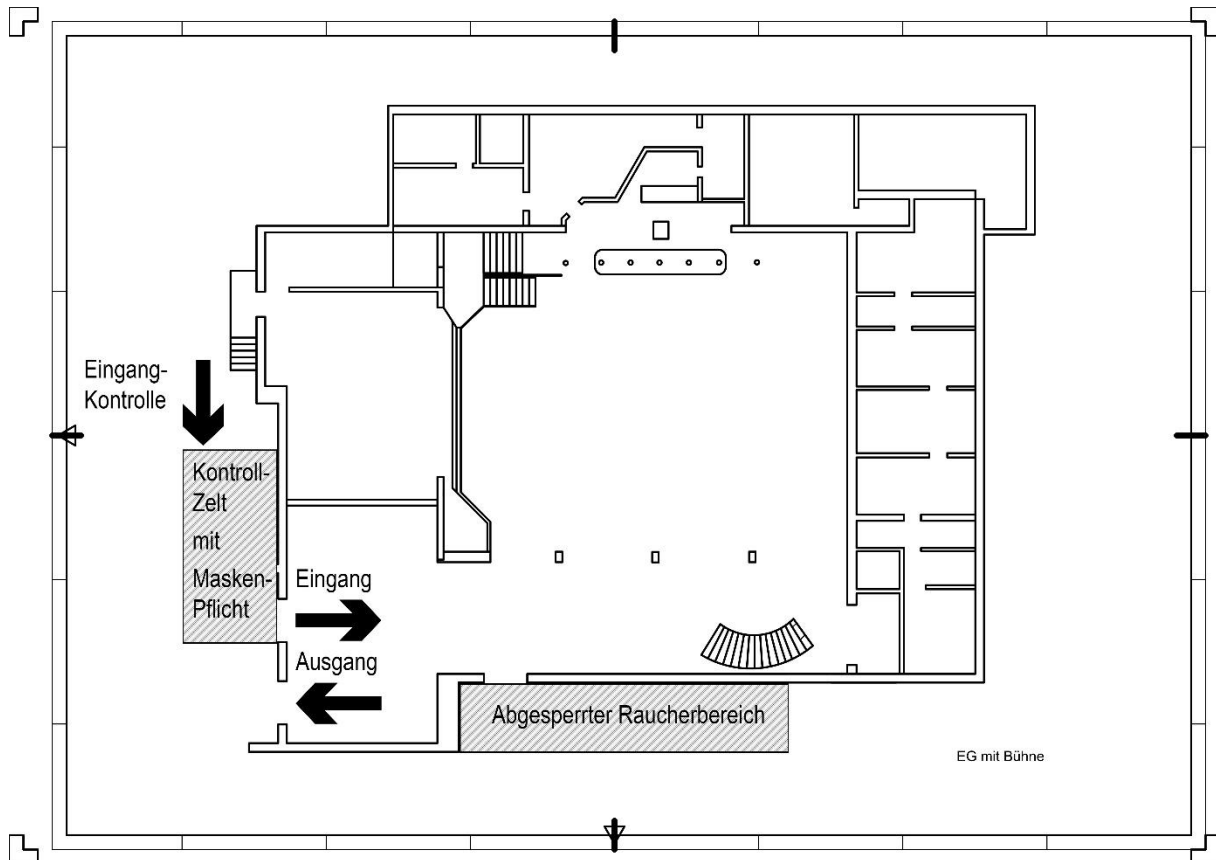 Eingang-
Kontrolle
Kontroll-
Zelt
mit
Masken-
Pflicht
Eingang
Ausgang
Abgesperrter Raucherbereich
EG mit Bühne